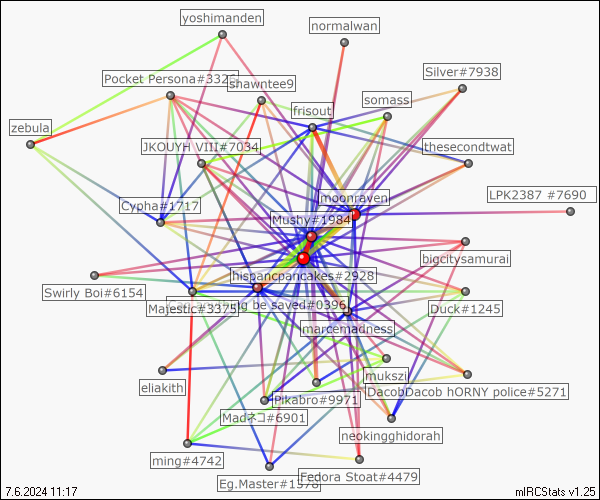 yoshimanden
normalwan
Silver#7938
Pocket Persona#3326
shawntee9
somass
frisout
zebula
JKOUYH VIII#7034
thesecondtwat
moonraven
LPK2387 #7690
Cypha#1717
Mushy#1984
bigcitysamurai
hispancpancakes#2928
Swirly Boi#6154
Majestic#3375
be saved#0396
Duck#1245
marcemadness
mukszi
eliakith
Pikabro#9971
DacobDacob hORNY police#5271
Madネコ#6901
neokingghidorah
ming#4742
Eg.Master#1378
Fedora Stoat#4479
7.6.2024 11:17
mIRCStats v1.25